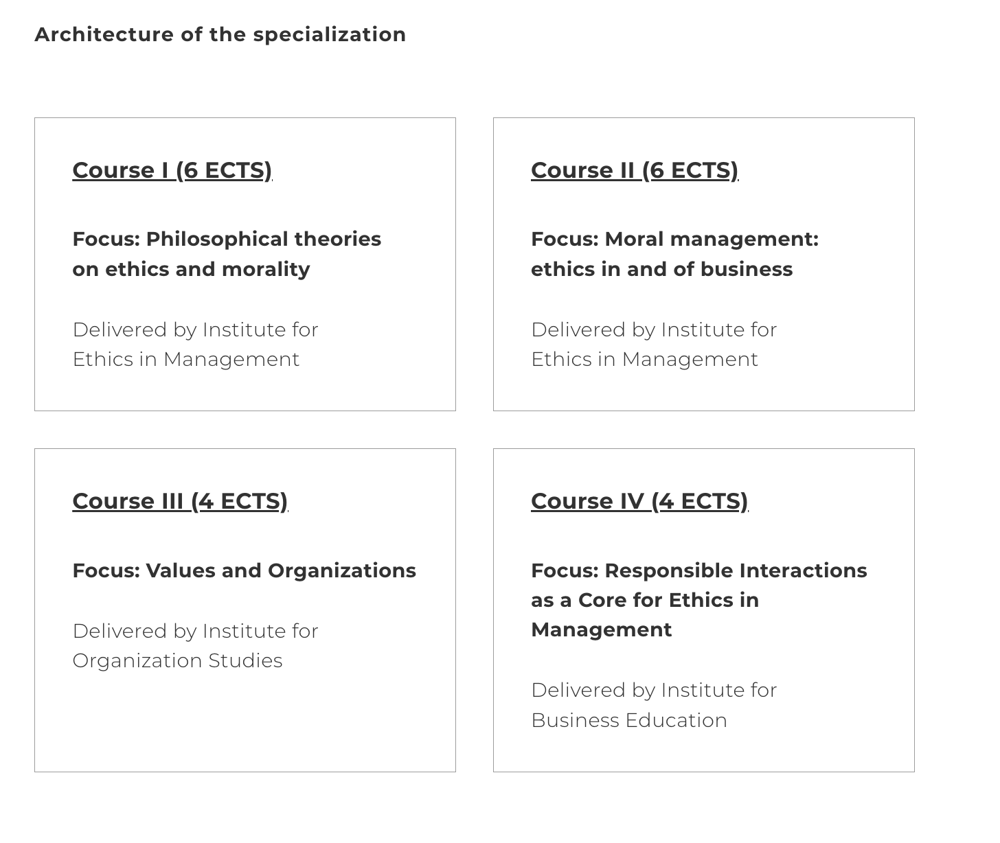 Architecture of the specialization
Course I (6 ECTS)
Focus: Philosophical theories
on ethics and morality
Delivered by Institute for
Ethics in Management
Course II (6 ECTS)
Focus: Moral management:
ethics in and of business
Delivered by Institute for
Ethics in Management
Course III (4 ECTS)
Focus: Values and Organizations
Delivered by Institute for
Organization Studies
Course IV (4 ECTS)
Focus: Responsible Interactions
as a Core for Ethics in
Management
Delivered by Institute for
Business Education